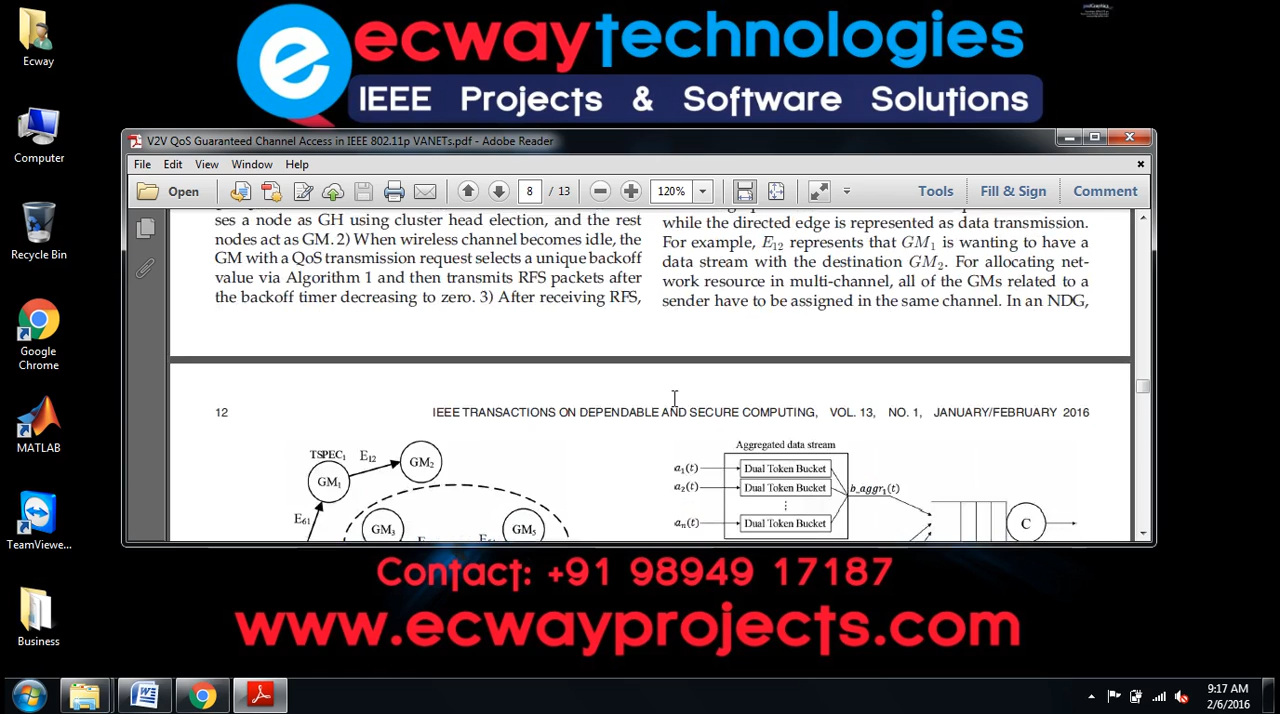 ecwaytechnologies
IEEE Projects & Software Solutions
Ecway
Computer
Recycle Bin
Google
Chrome
MATLAB
TeamViewe...
Business
V2V QoS Guaranteed Channel Access in IEEE 802.11p VANETs.pdf - Adobe Reader
File Edit View Window Help
Open 8 / 13 120% Tools Fill & Sign Comment
ses a node as GH using cluster head election, and the rest
nodes act as GM. 2) When wireless channel becomes idle, the
GM with a QoS transmission request selects a unique backoff
value via Algorithm 1 and then transmits RFS packets after
the backoff timer decreasing to zero. 3) After receiving RFS,
while the directed edge is represented as data transmission.
For example, E12 represents that GM1 is wanting to have a
data stream with the destination GM2. For allocating net-
work resource in multi-channel, all of the GMs related to a
sender have to be assigned in the same channel. In an NDG,
12 IEEE TRANSACTIONS ON DEPENDABLE AND SECURE COMPUTING, VOL. 13, NO. 1, JANUARY/FEBRUARY 2016
TSPEC1 E12 GM2
GM1
E61
GM3 GM5
Aggregated data stream
a1(t) Dual Token Bucket
a2(t) Dual Token Bucket
b_aggr1(t)
⋮
an(t) Dual Token Bucket
C
Contact: +91 98949 17187
www.ecwayprojects.com
9:17 AM
2/6/2016